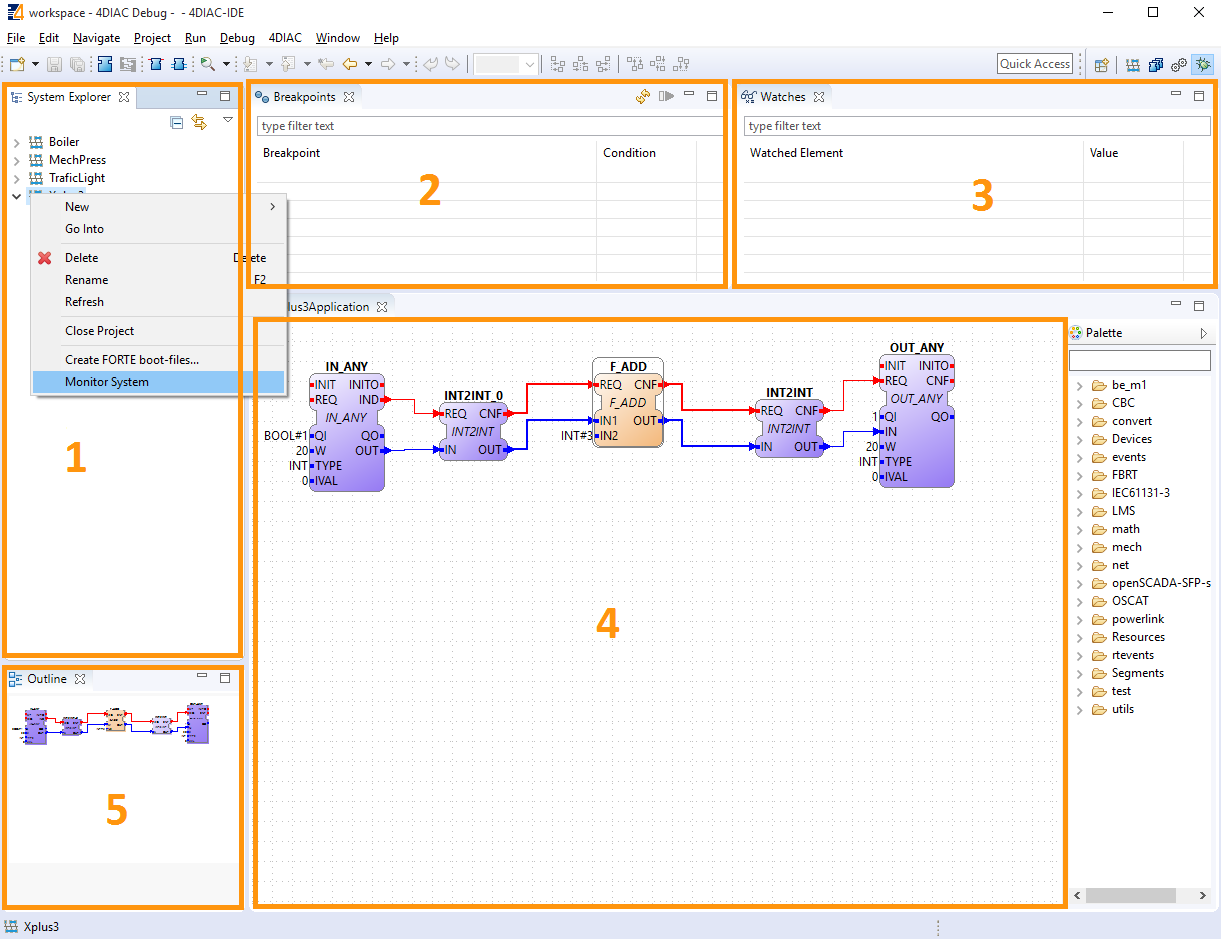 workspace - 4DIAC Debug - - 4DIAC-IDE
File Edit Navigate Project Run Debug 4DIAC Window Help
Quick Access
System Explorer
Boiler
MechPress
TraficLight
New
Go Into
Delete Delete
Rename F2
Refresh
Close Project
Create FORTE boot-files...
Monitor System
1
Breakpoints
type filter text
Breakpoint Condition
2
Watches
type filter text
Watched Element Value
3
plus3Application
IN_ANY
INIT INITO
REQ IND
IN_ANY
BOOL#1 QI QO
20 W OUT
INT TYPE
0 IVAL
INT2INT_0
REQ CNF
INT2INT
IN OUT
F_ADD
REQ CNF
F_ADD
IN1 OUT
INT#3 IN2
INT2INT
REQ CNF
INT2INT
IN OUT
OUT_ANY
INIT INITO
REQ CNF
OUT_ANY
1 QI QO
IN
20 W
INT TYPE
0 IVAL
4
Palette
be_m1
CBC
convert
Devices
events
FBRT
IEC61131-3
LMS
math
mech
net
openSCADA-SFP-s
OSCAT
powerlink
Resources
rtevents
Segments
test
utils
Outline
5
Xplus3